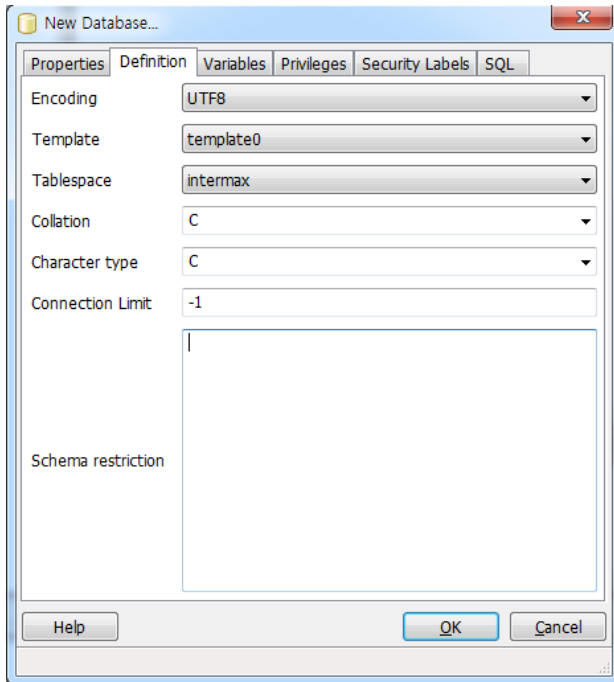 New Database...
Properties Definition Variables Privileges Security Labels SQL
Encoding UTF8
Template template0
Tablespace intermax
Collation C
Character type C
Connection Limit -1
Schema restriction
Help OK Cancel